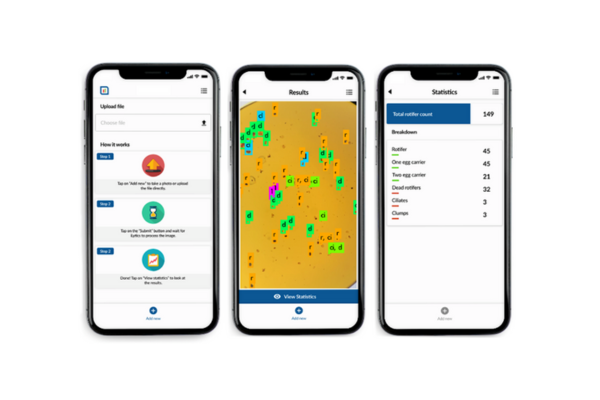 Upload file
Choose file
How it works
Step 1
Tap on "Add new" to take a photo or upload
the file directly.
Step 2
Tap on the "Submit" button and wait for
to process the image.
Done! Tap on "View statistics" to look at
the results.
Add new
Results
View Statistics
Add new
Statistics
Total rotifer count 149
Breakdown
Rotifer 45
One egg carrier 45
Two egg carrier 21
Dead rotifers 32
Ciliates 3
Clumps 3
Add new